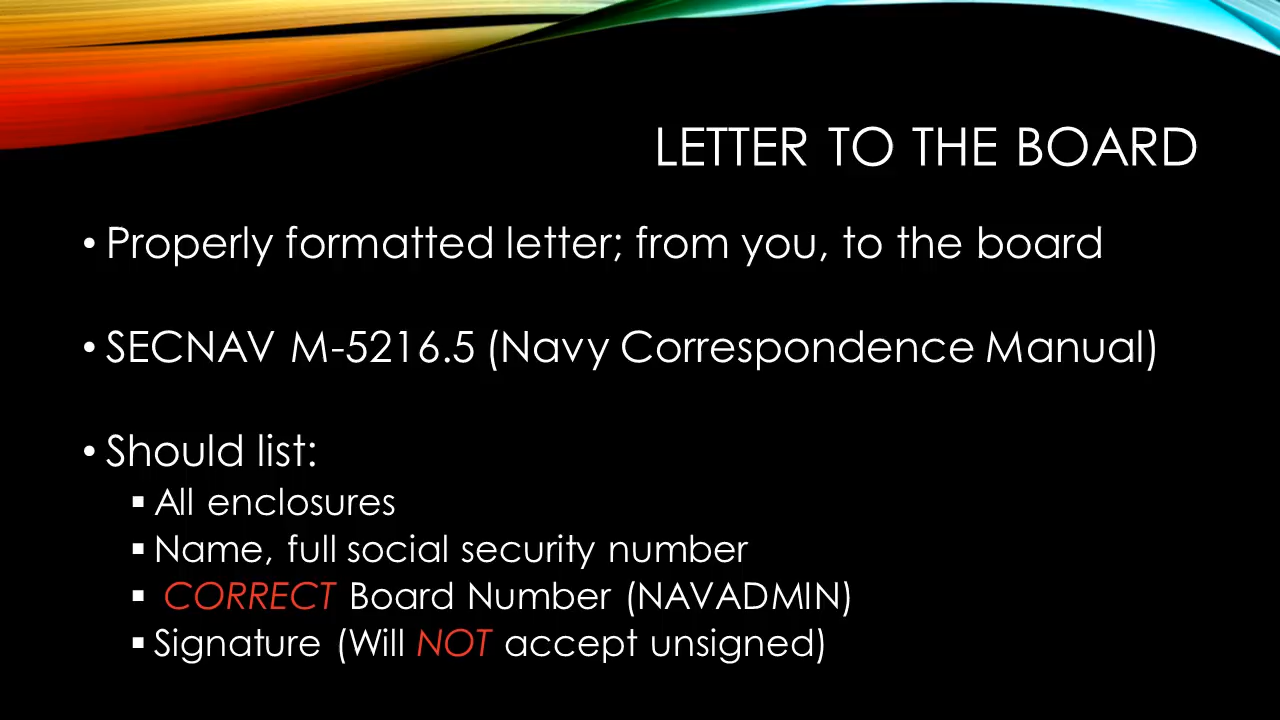 LETTER TO THE BOARD
• Properly formatted letter; from you, to the board
• SECNAV M-5216.5 (Navy Correspondence Manual)
• Should list:
▪ All enclosures
▪ Name, full social security number
▪ CORRECT Board Number (NAVADMIN)
▪ Signature (Will NOT accept unsigned)